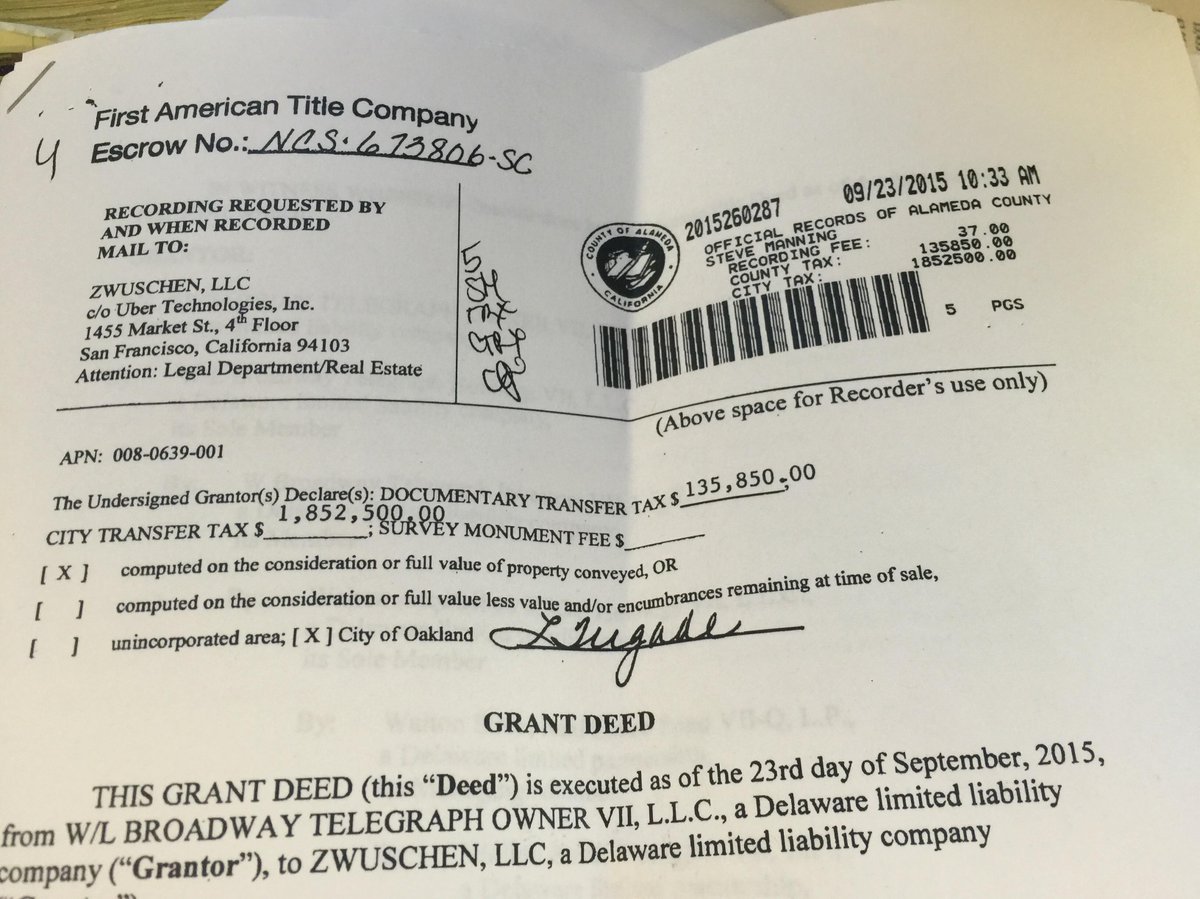 First American Title Company
4
Escrow No.: NCS-673806-SC
RECORDING REQUESTED BY
AND WHEN RECORDED
MAIL TO:
ZWUSCHEN, LLC
c/o Uber Technologies, Inc.
1455 Market St., 4th Floor
San Francisco, California 94103
Attention: Legal Department/Real Estate
COUNTY OF ALAMEDA
CALIFORNIA
2015260287 09/23/2015 10:33 AM
OFFICIAL RECORDS OF ALAMEDA COUNTY
STEVE MANNING
RECORDING FEE: 37.00
COUNTY TAX: 135850.00
CITY TAX: 1852500.00
5 PGS
(Above space for Recorder's use only)
APN: 008-0639-001
The Undersigned Grantor(s) Declare(s): DOCUMENTARY TRANSFER TAX $ 135,850.00
CITY TRANSFER TAX $ 1,852,500.00; SURVEY MONUMENT FEE $
[ X ] computed on the consideration or full value of property conveyed, OR
[ ] computed on the consideration or full value less value and/or encumbrances remaining at time of sale,
[ ] unincorporated area; [ X ] City of Oakland
GRANT DEED
THIS GRANT DEED (this “Deed”) is executed as of the 23rd day of September, 2015,
from W/L BROADWAY TELEGRAPH OWNER VII, L.L.C., a Delaware limited liability
company (“Grantor”), to ZWUSCHEN, LLC, a Delaware limited liability company